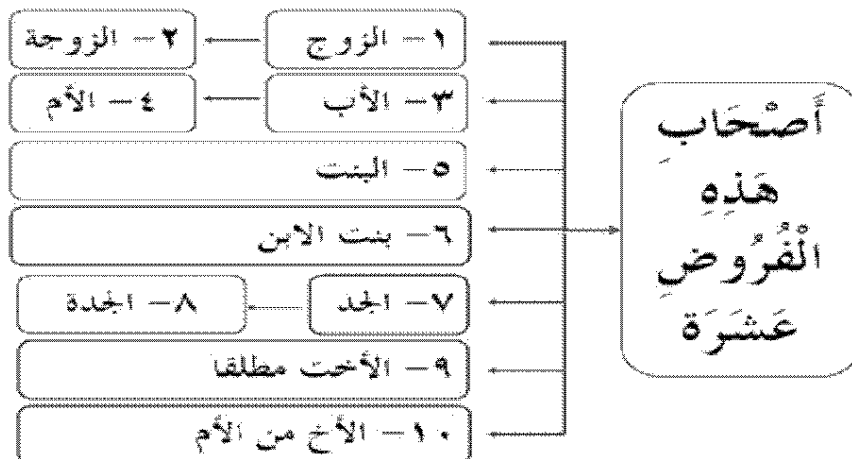 أَصْحَابِ
هَذِهِ
الْفُرُوضِ
عَشَرَة
١- الزوج
٢- الزوجة
٣- الأب
٤- الأم
٥- البنت
٦- بنت الابن
٧- الجد
٨- الجدة
٩- الأخت مطلقا
١٠- الأخ من الأم